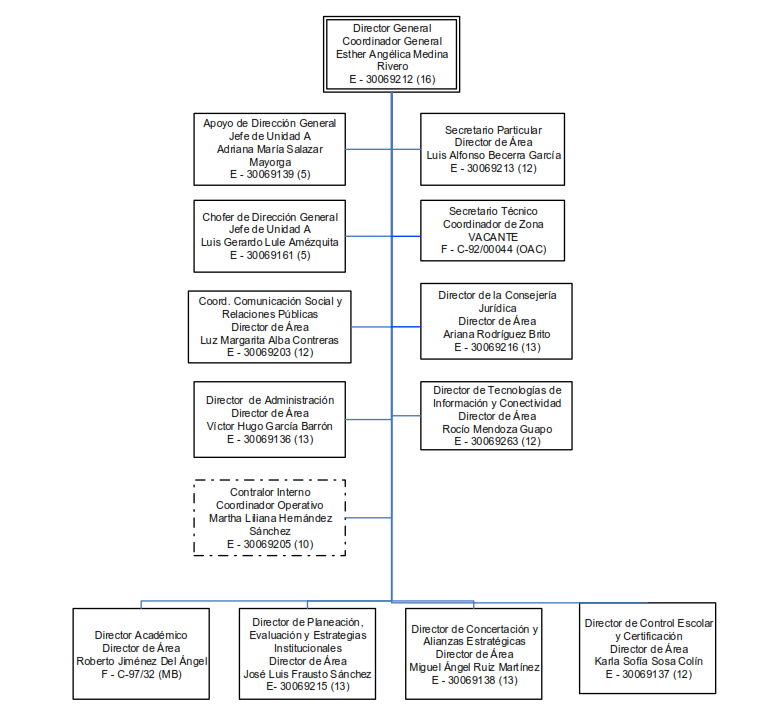 Director General
Coordinador General
Esther Angélica Medina
Rivero
E - 30069212 (16)
Apoyo de Dirección General
Jefe de Unidad A
Adriana María Salazar
Mayorga
E - 30069139 (5)
Secretario Particular
Director de Área
Luis Alfonso Becerra García
E - 30069213 (12)
Chofer de Dirección General
Jefe de Unidad A
Luis Gerardo Lule Amézquita
E - 30069161 (5)
Secretario Técnico
Coordinador de Zona
VACANTE
F - C-92/00044 (OAC)
Coord. Comunicación Social y
Relaciones Públicas
Director de Área
Luz Margarita Alba Contreras
E - 30069203 (12)
Director de la Consejería
Jurídica
Director de Área
Ariana Rodríguez Brito
E - 30069216 (13)
Director de Administración
Director de Área
Víctor Hugo García Barrón
E - 30069136 (13)
Director de Tecnologías de
Información y Conectividad
Director de Área
Rocío Mendoza Guapo
E - 30069263 (12)
Contralor Interno
Coordinador Operativo
Martha Liliana Hernández
Sánchez
E - 30069205 (10)
Director Académico
Director de Área
Roberto Jiménez Del Ángel
F - C-97/32 (MB)
Director de Planeación,
Evaluación y Estrategias
Institucionales
Director de Área
José Luis Frausto Sánchez
E- 30069215 (13)
Director de Concertación y
Alianzas Estratégicas
Director de Área
Miguel Ángel Ruiz Martínez
E - 30069138 (13)
Director de Control Escolar
y Certificación
Director de Área
Karla Sofía Sosa Colín
E - 30069137 (12)